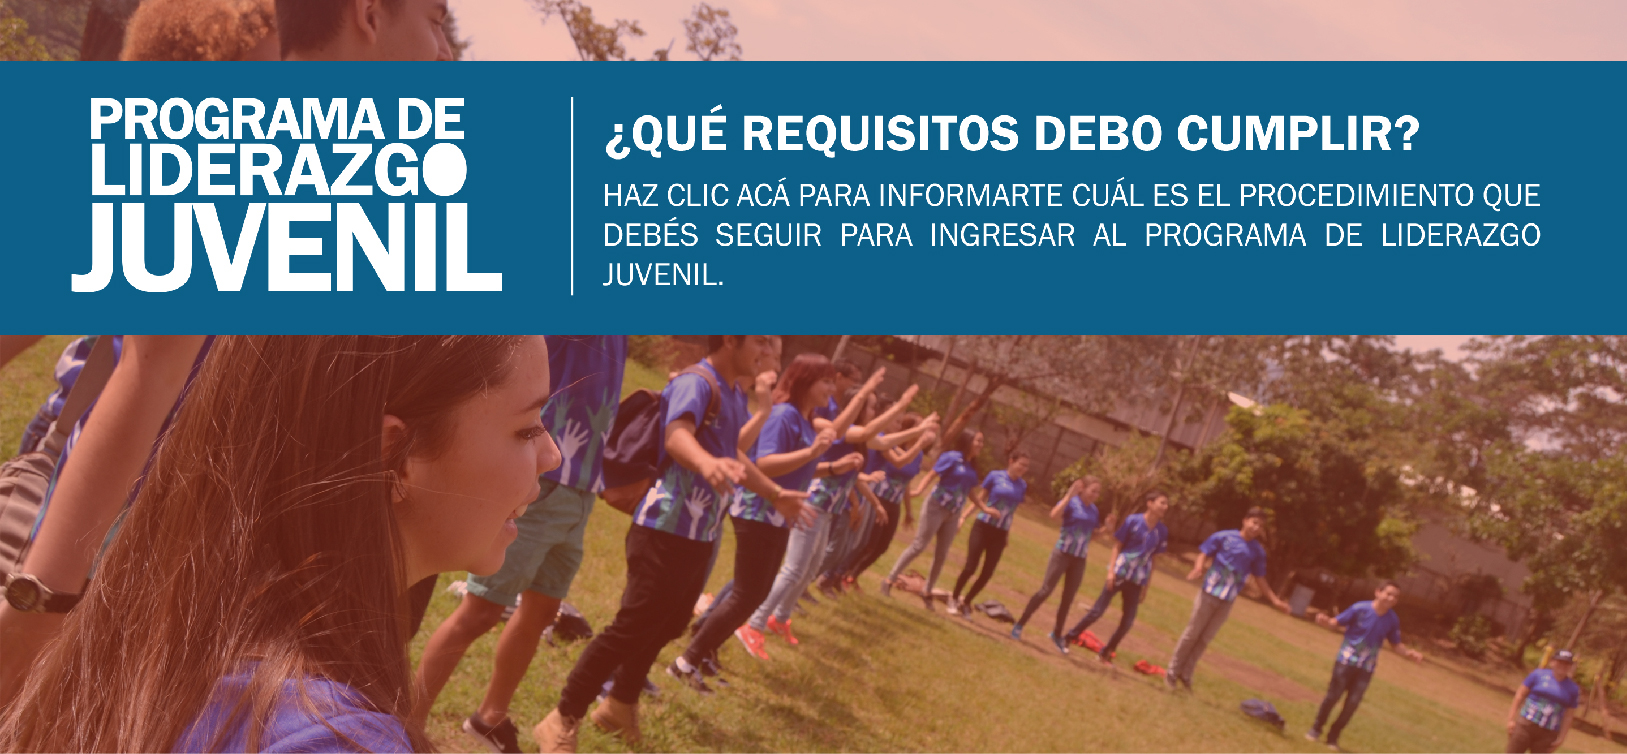 PROGRAMA DE
LIDERAZGO
JUVENIL
¿QUÉ REQUISITOS DEBO CUMPLIR?
HAZ CLIC ACÁ PARA INFORMARTE CUÁL ES EL PROCEDIMIENTO QUE
DEBÉS SEGUIR PARA INGRESAR AL PROGRAMA DE LIDERAZGO
JUVENIL.